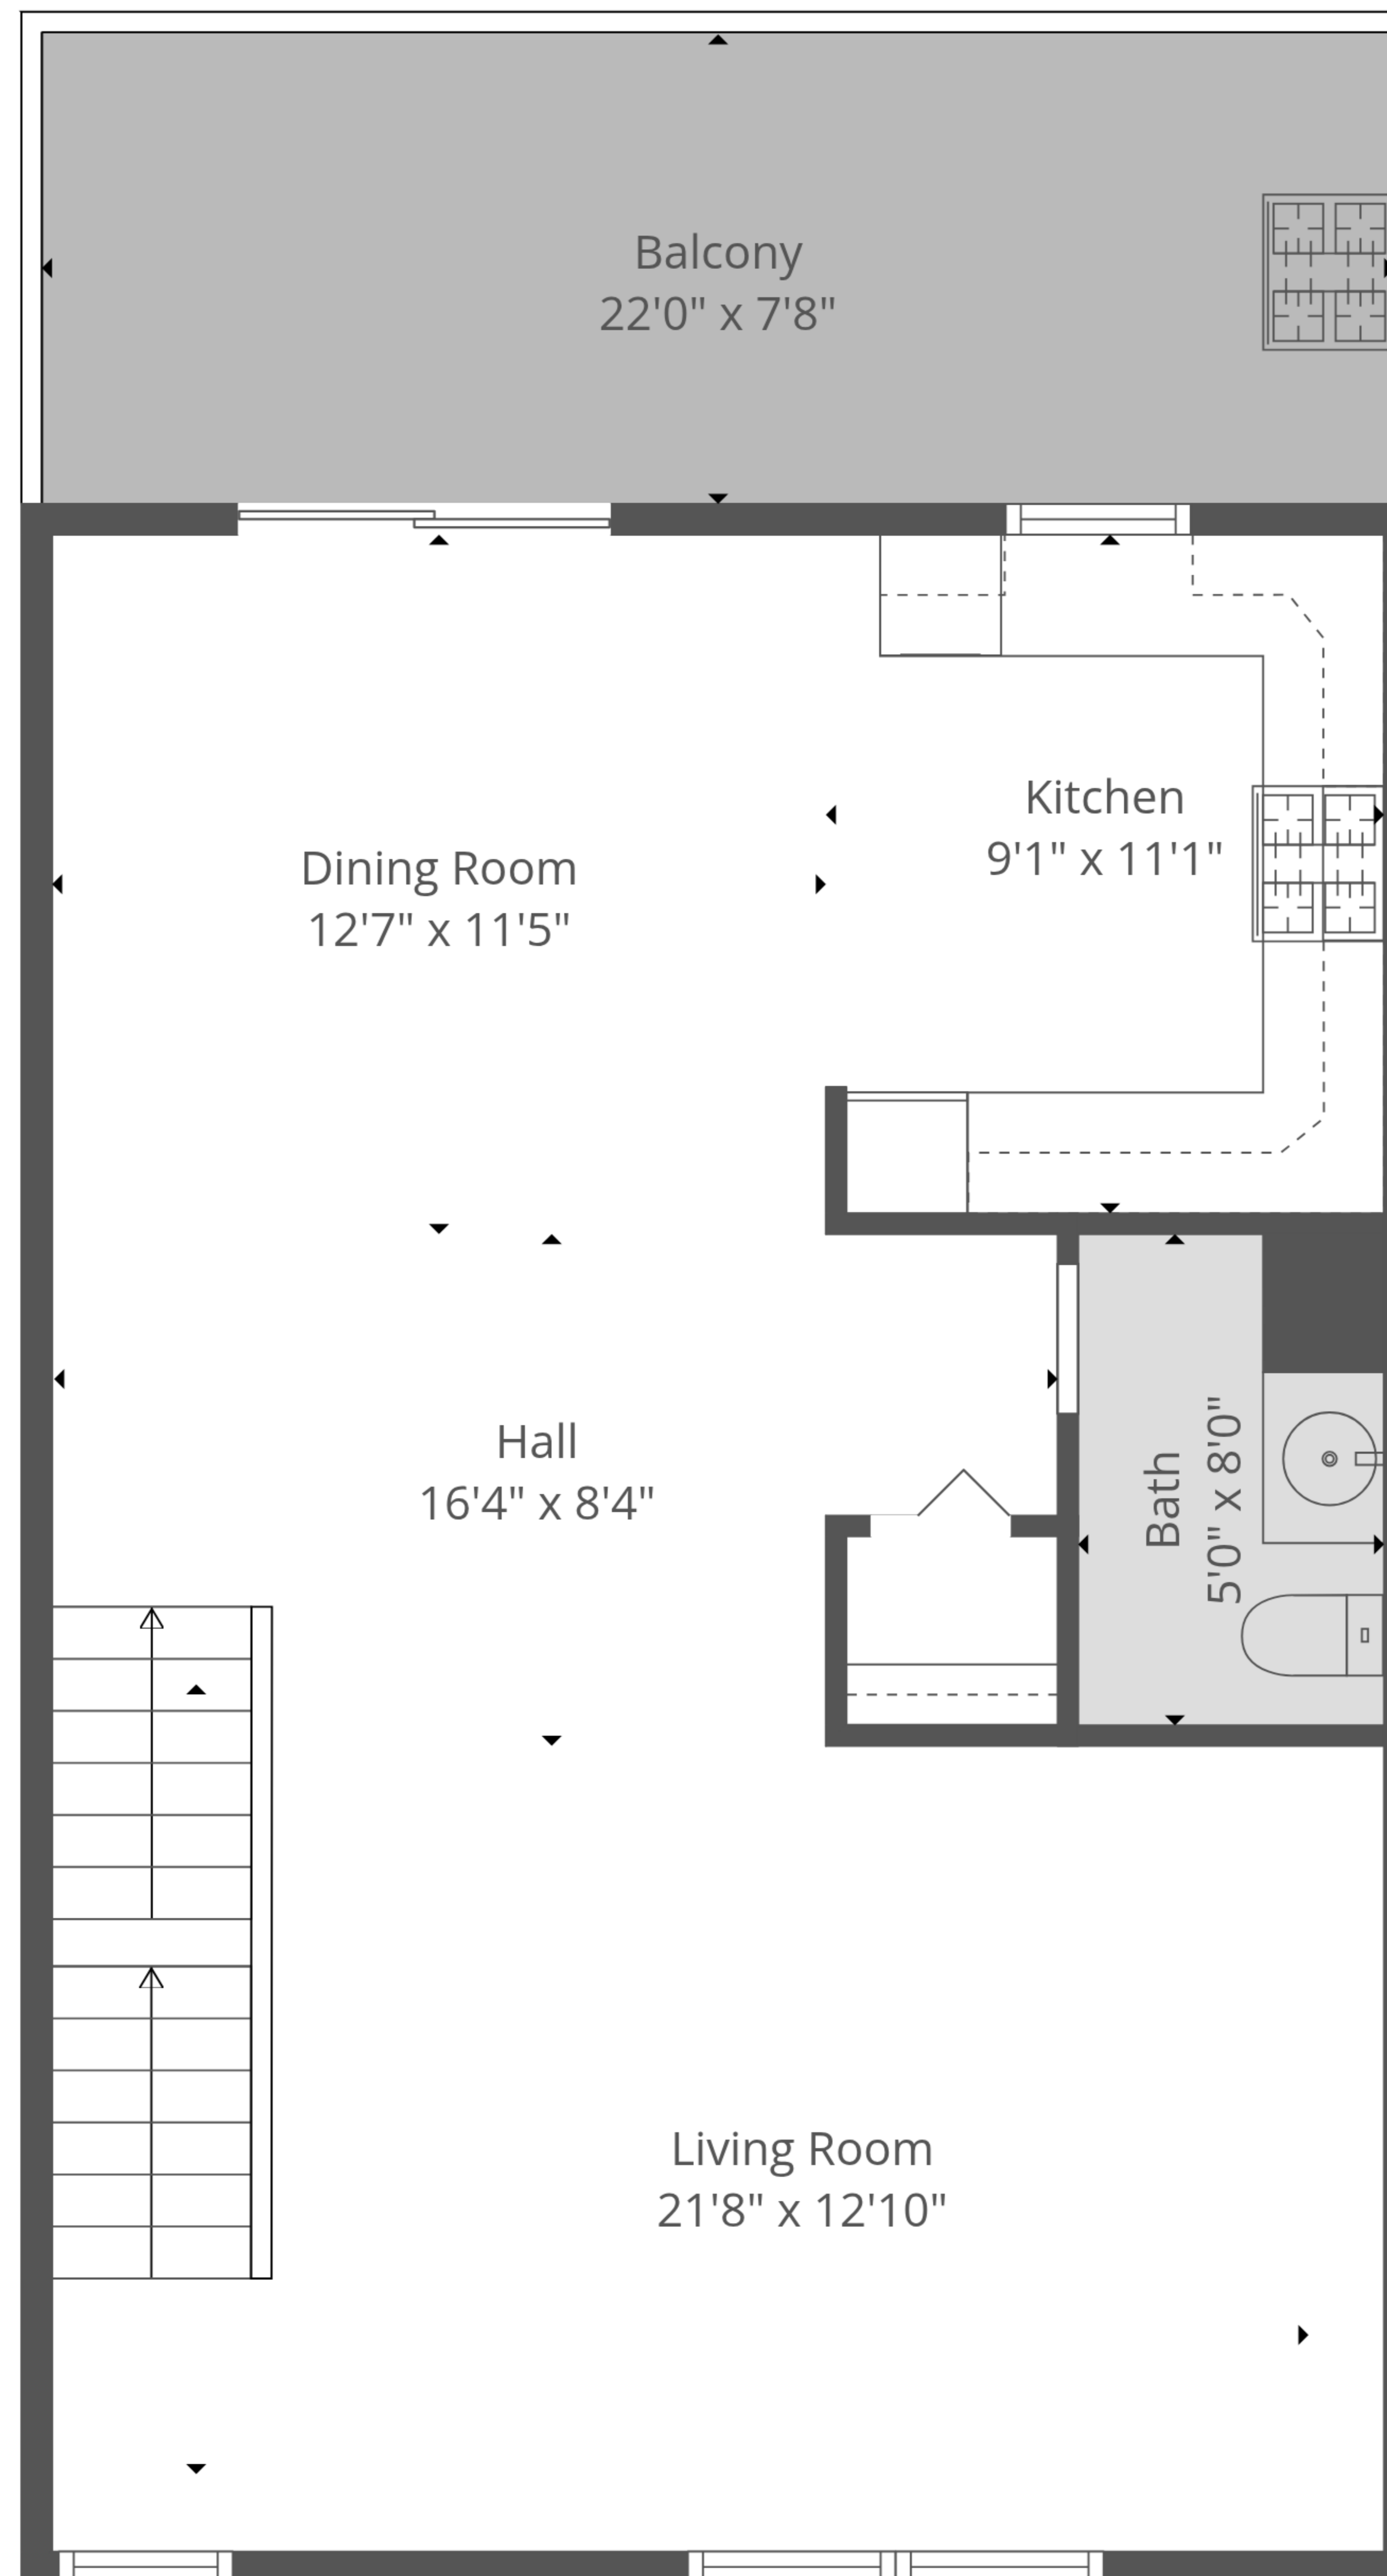 Balcony
22'0" x 7'8"
Kitchen
9'1" x 11'1"
Dining Room
12'7" x 11'5"
Hall
16'4" x 8'4"
Bath
5'0" x 8'0"
Living Room
21'8" x 12'10"